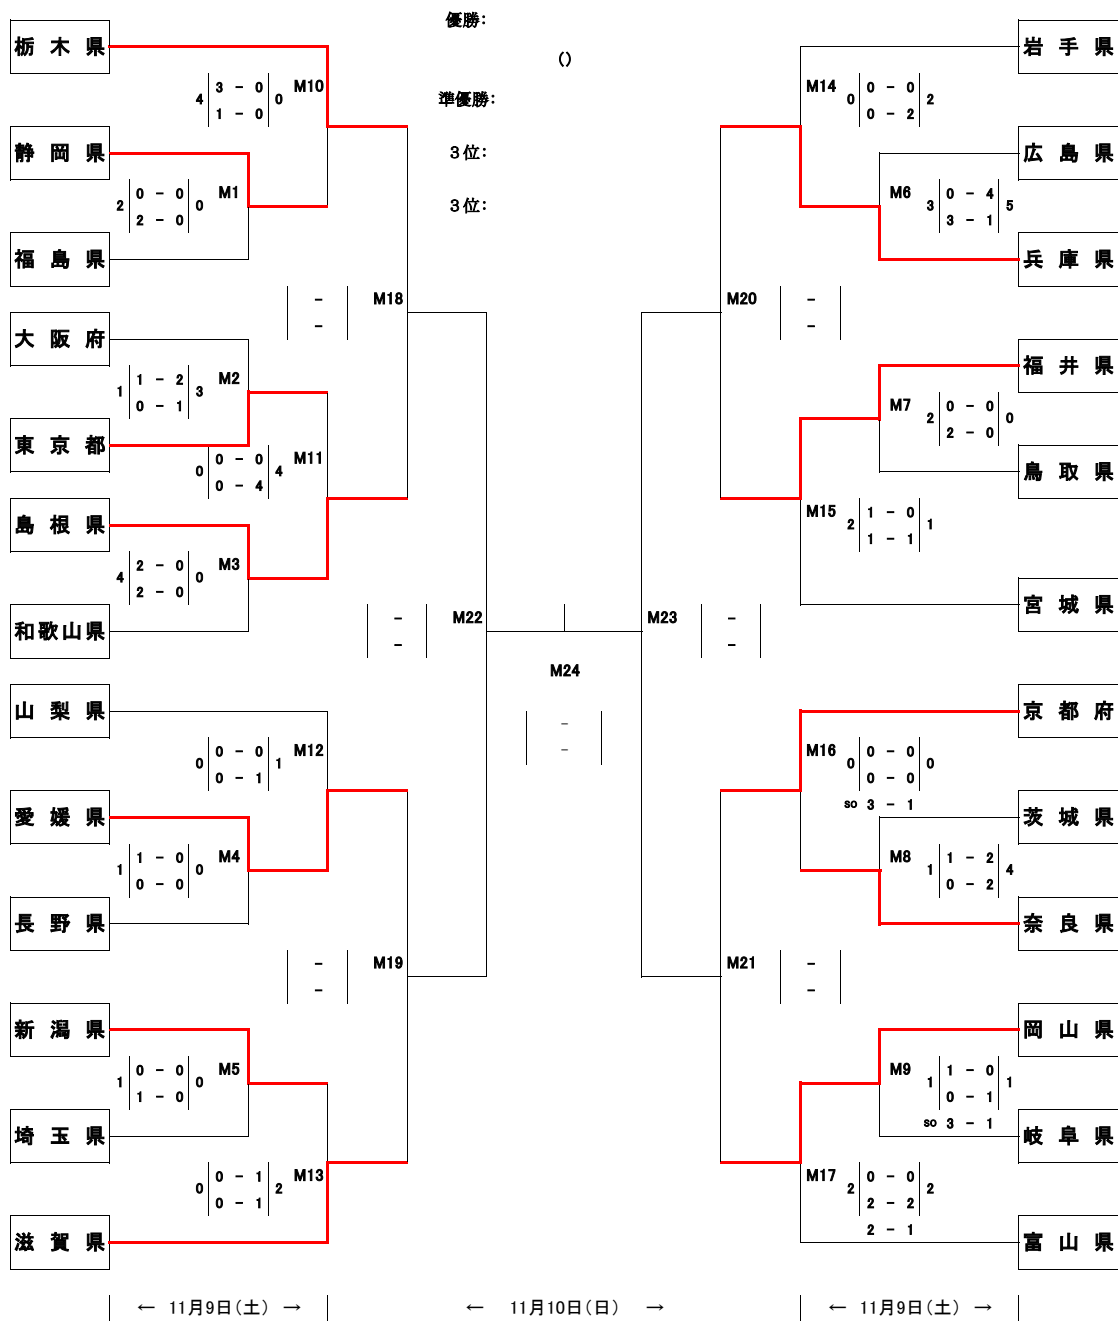 優勝：
栃木県
岩手県
()
3 - 0
4 0 M10
1 - 0
M14 0 - 0
0 2
0 - 2
準優勝：
静岡県
広島県
３位：
0 - 0 M1
2 0
2 - 0
M6 0 - 4
3 5
3 - 1
３位：
福島県
兵庫県
- M18
-
M20 -
-
大阪府
福井県
1 - 2 M2
1 3
0 - 1
M7 0 - 0
2 0
2 - 0
東京都
鳥取県
0 - 0 M11
0 4
0 - 4
島根県
M15 1 - 0
2 1
1 - 1
2 - 0 M3
4 0
2 - 0
宮城県
和歌山県
- M22
-
M23 -
-
M24
-
-
山梨県
京都府
0 - 0 M12
0 1
0 - 1
M16 0 - 0
0 0
0 - 0
so 3 - 1
愛媛県
茨城県
1 - 0 M4
1 0
0 - 0
M8 1 - 2
1 4
0 - 2
長野県
奈良県
- M19
-
M21 -
-
新潟県
岡山県
0 - 0 M5
1 0
1 - 0
M9 1 - 0
1 1
0 - 1
so 3 - 1
埼玉県
岐阜県
0 - 1 M13
0 2
0 - 1
M17 0 - 0
2 2
2 - 2
2 - 1
滋賀県
富山県
← 11月9日（土） →
← 11月10日（日） →
← 11月9日（土） →